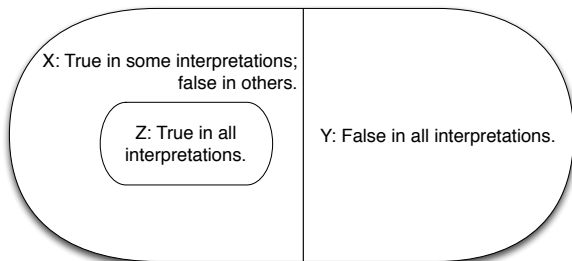 X: True in some interpretations;
false in others.
Z: True in all
interpretations.
Y: False in all interpretations.